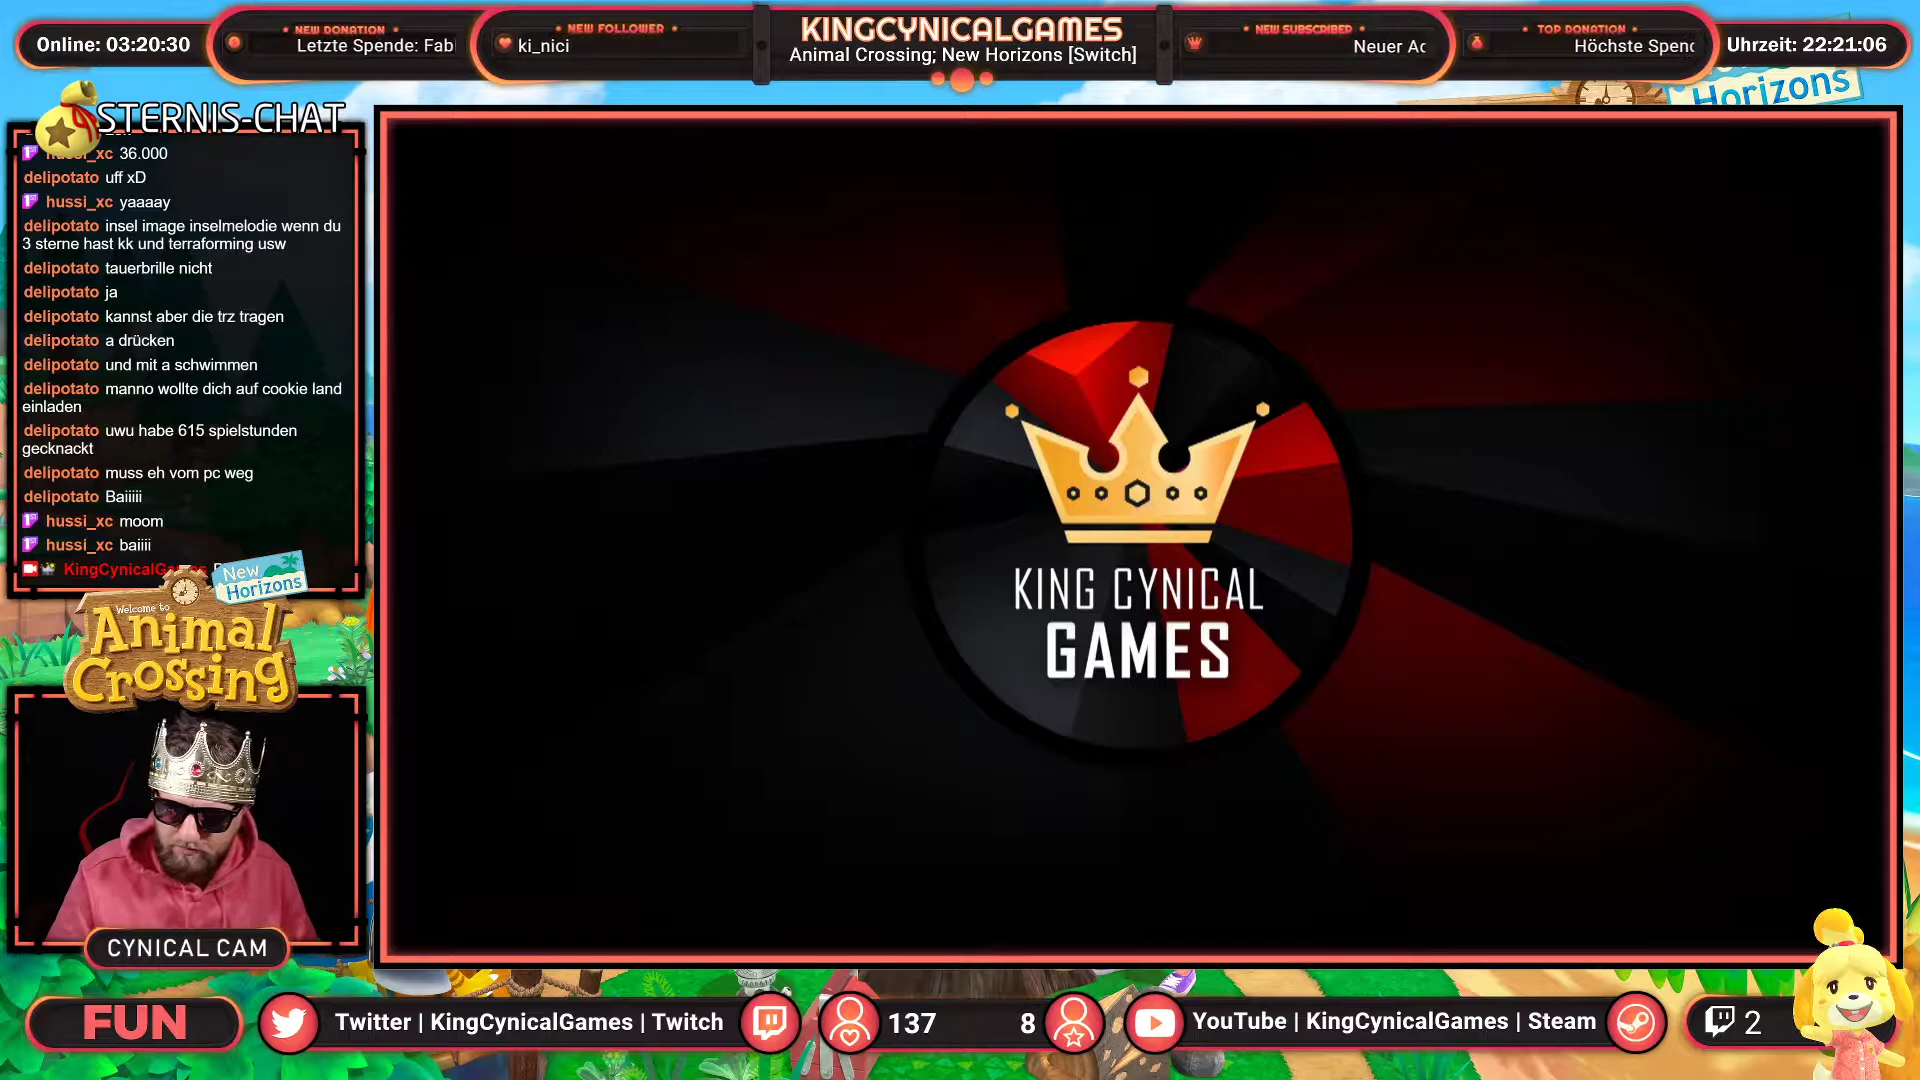 Online: 03:20:30
NEW DONATION
Letzte Spende: Fab
NEW FOLLOWER
ki_nici
KINGCYNICALGAMES
Animal Crossing; New Horizons [Switch]
NEW SUBSCRIBED
Neuer Ac
TOP DONATION
Höchste Spenc
Uhrzeit: 22:21:06
Horizons
STERNIS-CHAT
hussi_xc 36.000
delipotato uff xD
hussi_xc yaaaay
delipotato insel image inselmelodie wenn du
3 sterne hast kk und terraforming usw
delipotato tauerbrille nicht
delipotato ja
delipotato kannst aber die trz tragen
delipotato a drücken
delipotato und mit a schwimmen
delipotato manno wollte dich auf cookie land
einladen
delipotato uwu habe 615 spielstunden
gecknackt
delipotato muss eh vom pc weg
delipotato Baiiiii
hussi_xc moom
hussi_xc baiiii
KingCynicalGames
New
Horizons
Welcome to
Animal
Crossing
KING CYNICAL
GAMES
CYNICAL CAM
FUN
Twitter | KingCynicalGames | Twitch
137
8
YouTube | KingCynicalGames | Steam
2